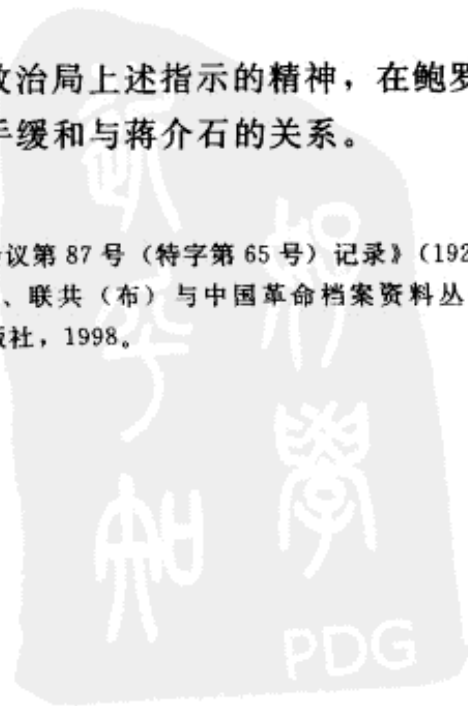 政治局上述指示的精神，在鲍罗
手缓和与蒋介石的关系。
议第 87 号（特字第 65 号）记录》（192
、联共（布）与中国革命档案资料丛
版社，1998。
PDG